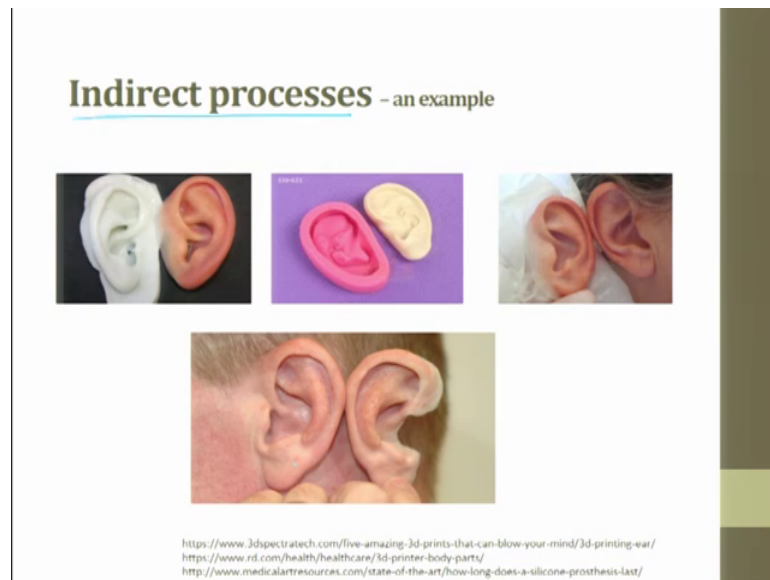 Indirect processes – an example
https://www.3dspectratech.com/five-amazing-3d-prints-that-can-blow-your-mind/3d-printing-ear/
https://www.rd.com/health/healthcare/3d-printer-body-parts/
http://www.medicalartresources.com/state-of-the-art/how-long-does-a-silicone-prosthesis-last/